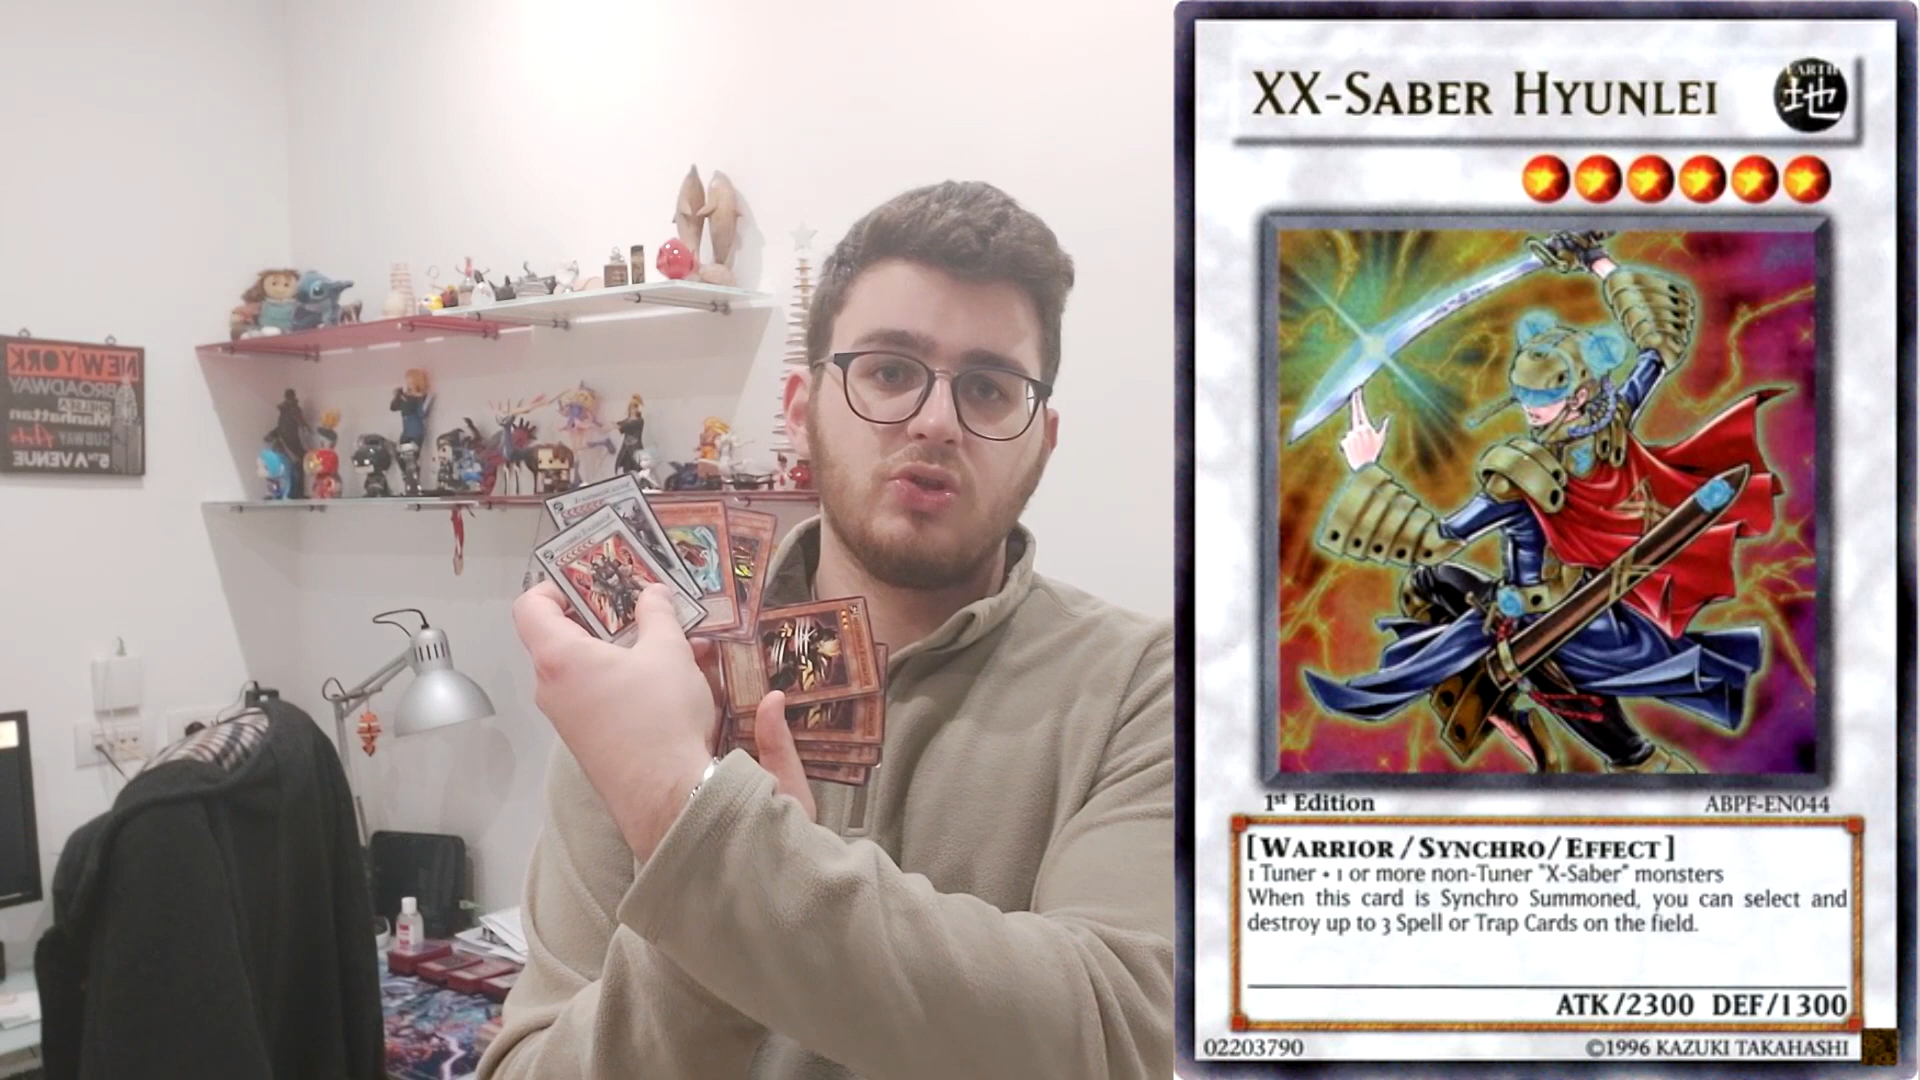 NEW YORK
BROADWAY
CHELSEA
Manhattan
SUBWAY Arts
5TH AVENUE
XX-SABER HYUNLEI
EARTH
地
1st Edition
ABPF-EN044
[WARRIOR/SYNCHRO/EFFECT]
1 Tuner + 1 or more non-Tuner "X-Saber" monsters
When this card is Synchro Summoned, you can select and
destroy up to 3 Spell or Trap Cards on the field.
ATK/2300 DEF/1300
02203790
©1996 KAZUKI TAKAHASHI